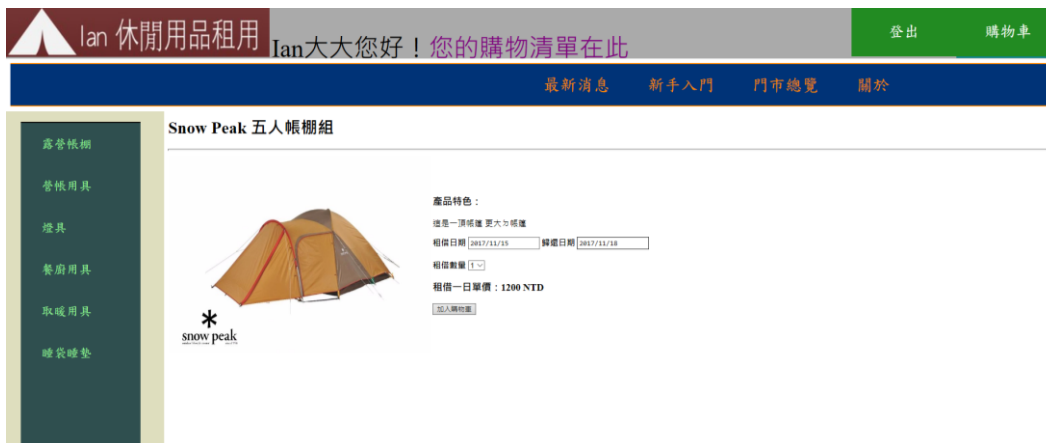 Ian 休閒用品租用
Ian大大您好！您的購物清單在此
登出
購物車
最新消息
新手入門
門市總覽
關於
露營帳棚
營帳用具
燈具
餐廚用具
取暖用具
睡袋睡墊
Snow Peak 五人帳棚組
snow peak
產品特色：
這是一頂帳篷 更大ㄉ帳篷
租借日期 2017/11/15 歸還日期 2017/11/18
租借數量 1
租借一日單價：1200 NTD
加入購物車